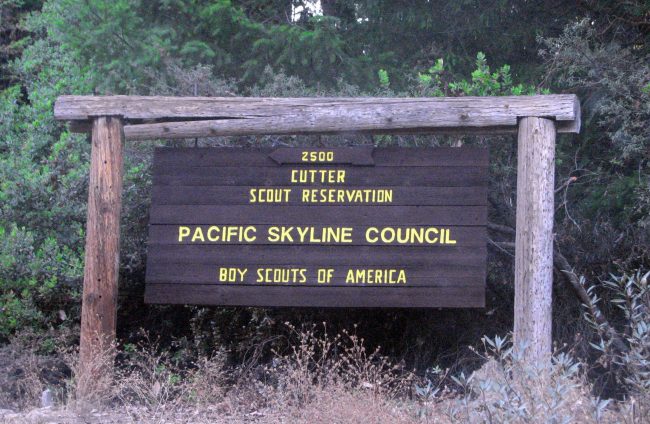 2500
CUTTER
SCOUT RESERVATION
PACIFIC SKYLINE COUNCIL
BOY SCOUTS OF AMERICA